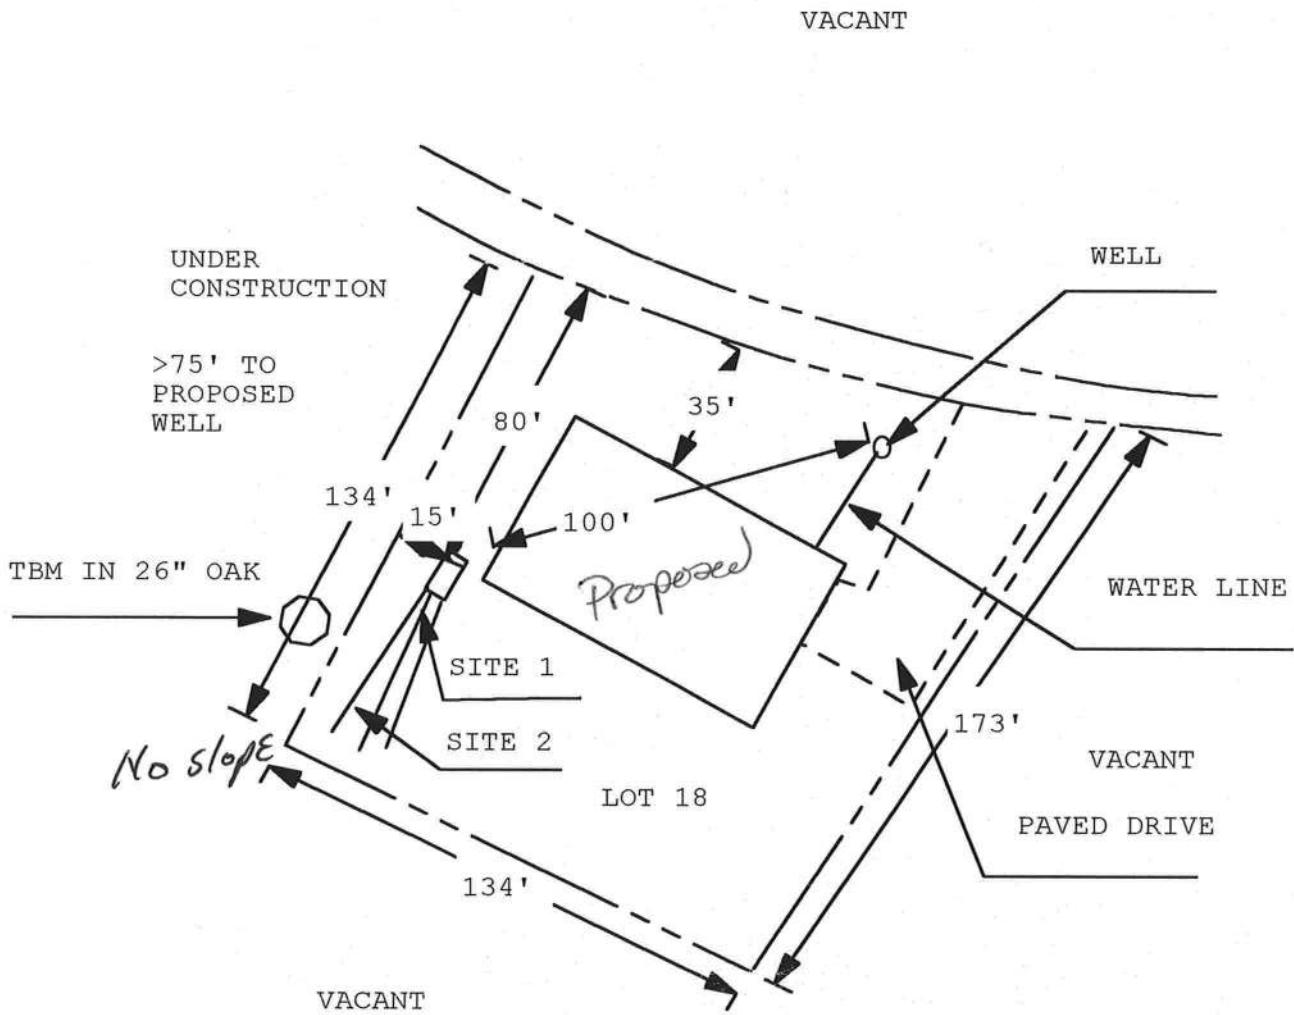 VACANT
UNDER
CONSTRUCTION
WELL
>75' TO
PROPOSED
WELL
80'
35'
134'
15'
100'
Proposed
TBM IN 26" OAK
WATER LINE
SITE 1
SITE 2
173'
No slope
VACANT
LOT 18
PAVED DRIVE
134'
VACANT